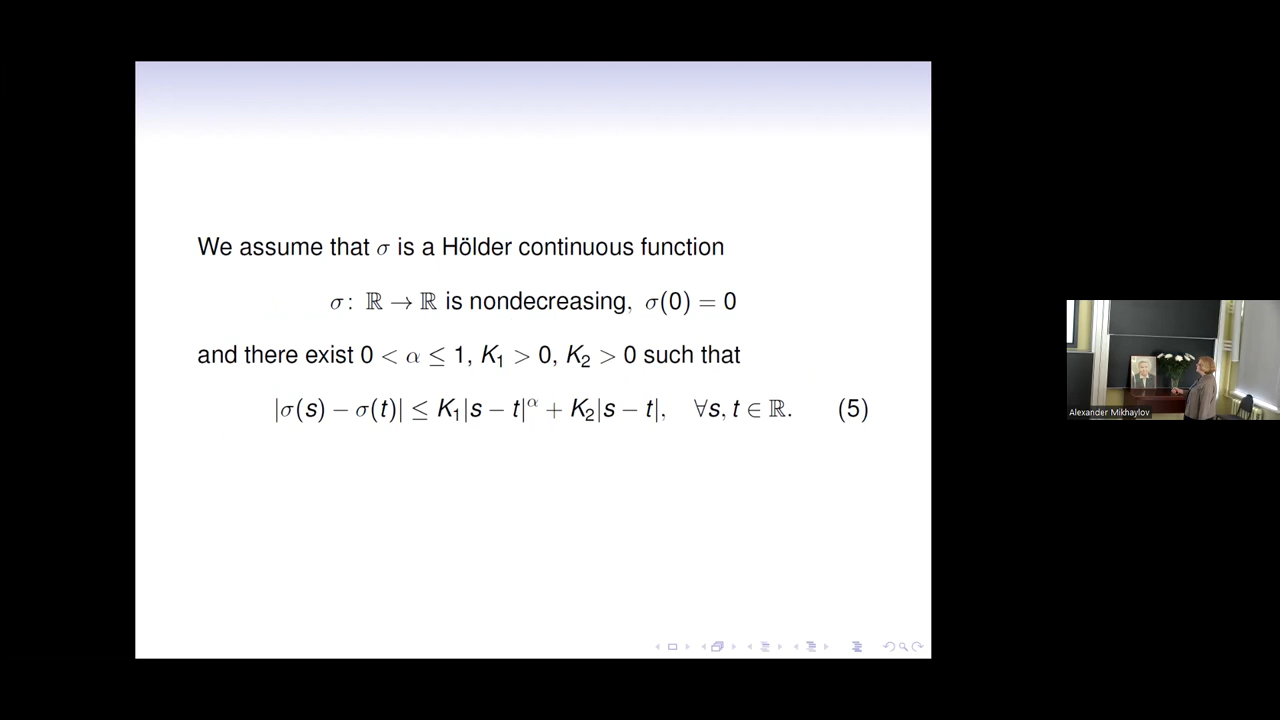 We assume that σ is a Hölder continuous function
σ: ℝ → ℝ is nondecreasing, σ(0) = 0
and there exist 0 < α ≤ 1, K₁ > 0, K₂ > 0 such that
|σ(s) − σ(t)| ≤ K₁|s − t|^α + K₂|s − t|, ∀s, t ∈ ℝ. (5)
Alexander Mikhaylov